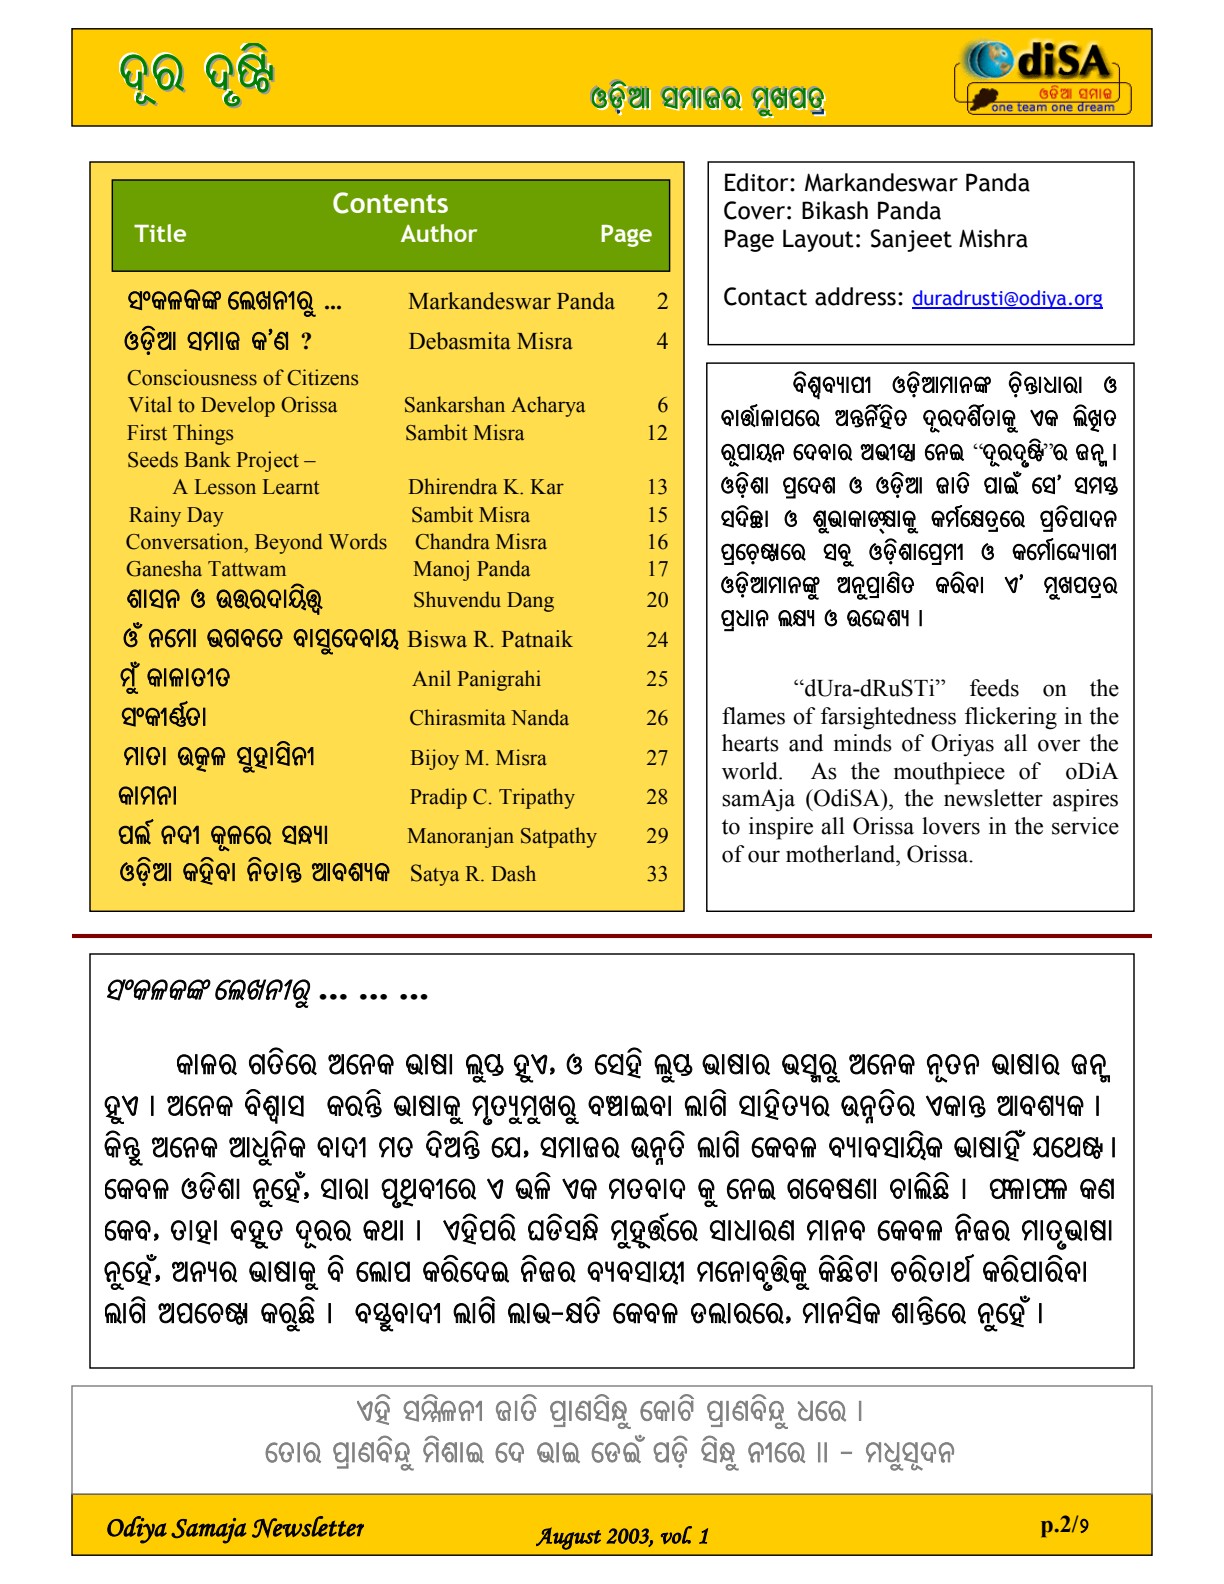 ଦୂର ଦୃଷ୍ଟି
ଓଡ଼ିଆ ସମାଜର ମୁଖପତ୍ର
OdiSA
ଓଡ଼ିଆ ସମାଜ
one team one dream
Contents
Title Author Page
ସଂକଳକଙ୍କ ଲେଖନୀରୁ ... Markandeswar Panda 2
ଓଡ଼ିଆ ସମାଜ କ'ଣ ? Debasmita Misra 4
Consciousness of Citizens
Vital to Develop Orissa Sankarshan Acharya 6
First Things Sambit Misra 12
Seeds Bank Project –
A Lesson Learnt Dhirendra K. Kar 13
Rainy Day Sambit Misra 15
Conversation, Beyond Words Chandra Misra 16
Ganesha Tattwam Manoj Panda 17
ଶାସନ ଓ ଉତ୍ତରଦାୟିତ୍ତ୍ୱ Shuvendu Dang 20
ଓଁ ନମୋ ଭଗବତେ ବାସୁଦେବାୟ Biswa R. Patnaik 24
ମୁଁ କାଳାତୀତ Anil Panigrahi 25
ସଂକୀର୍ଣ୍ଣତା Chirasmita Nanda 26
ମାତା ଉତ୍କଳ ସୁହାସିନୀ Bijoy M. Misra 27
କାମନା Pradip C. Tripathy 28
ପର୍ଲ ନଦୀ କୂଳରେ ସନ୍ଧ୍ୟା Manoranjan Satpathy 29
ଓଡ଼ିଆ କହିବା ନିତାନ୍ତ ଆବଶ୍ୟକ Satya R. Dash 33
Editor: Markandeswar Panda
Cover: Bikash Panda
Page Layout: Sanjeet Mishra
Contact address: duradrusti@odiya.org
ବିଶ୍ୱବ୍ୟାପୀ ଓଡ଼ିଆମାନଙ୍କ ଚିନ୍ତାଧାରା ଓ
ବାର୍ତ୍ତାଳାପରେ ଅନ୍ତର୍ନିହିତ ଦୂରଦର୍ଶିତାକୁ ଏକ ଲିଖିତ
ରୂପାୟନ ଦେବାର ଅଭୀପ୍ସା ନେଇ “ଦୂରଦୃଷ୍ଟି”ର ଜନ୍ମ ।
ଓଡ଼ିଶା ପ୍ରଦେଶ ଓ ଓଡ଼ିଆ ଜାତି ପାଇଁ ସେ' ସମସ୍ତ
ସଦିଚ୍ଛା ଓ ଶୁଭାକାଙ୍କ୍ଷାକୁ କର୍ମକ୍ଷେତ୍ରରେ ପ୍ରତିପାଦନ
ପ୍ରଚେଷ୍ଟାରେ ସବୁ ଓଡ଼ିଶାପ୍ରେମୀ ଓ କର୍ମୋଦ୍ୟୋଗୀ
ଓଡ଼ିଆମାନଙ୍କୁ ଅନୁପ୍ରାଣିତ କରିବା ଏ' ମୁଖପତ୍ରର
ପ୍ରଧାନ ଲକ୍ଷ୍ୟ ଓ ଉଦ୍ଦେଶ୍ୟ ।
“dUra-dRuSTi” feeds on the
flames of farsightedness flickering in the
hearts and minds of Oriyas all over the
world. As the mouthpiece of oDiA
samAja (OdiSA), the newsletter aspires
to inspire all Orissa lovers in the service
of our motherland, Orissa.
ସଂକଳକଙ୍କ ଲେଖନୀରୁ ... ... ...
କାଳର ଗତିରେ ଅନେକ ଭାଷା ଲୁପ୍ତ ହୁଏ, ଓ ସେହି ଲୁପ୍ତ ଭାଷାର ଭସ୍ମରୁ ଅନେକ ନୂତନ ଭାଷାର ଜନ୍ମ
ହୁଏ । ଅନେକ ବିଶ୍ୱାସ କରନ୍ତି ଭାଷାକୁ ମୃତ୍ୟୁମୁଖରୁ ବଞ୍ଚାଇବା ଲାଗି ସାହିତ୍ୟର ଉନ୍ନତିର ଏକାନ୍ତ ଆବଶ୍ୟକ ।
କିନ୍ତୁ ଅନେକ ଆଧୁନିକ ବାଦୀ ମତ ଦିଅନ୍ତି ଯେ, ସମାଜର ଉନ୍ନତି ଲାଗି କେବଳ ବ୍ୟାବସାୟିକ ଭାଷାହିଁ ଯଥେଷ୍ଟ ।
କେବଳ ଓଡିଶା ନୁହେଁ, ସାରା ପୃଥିବୀରେ ଏ ଭଳି ଏକ ମତବାଦ କୁ ନେଇ ଗବେଷଣା ଚାଲିଛି । ଫଳାଫଳ କଣ
ହେବ, ତାହା ବହୁତ ଦୂରର କଥା । ଏହିପରି ଘଡିସନ୍ଧି ମୁହୂର୍ତ୍ତରେ ସାଧାରଣ ମାନବ କେବଳ ନିଜର ମାତୃଭାଷା
ନୁହେଁ, ଅନ୍ୟର ଭାଷାକୁ ବି ଲୋପ କରିଦେଇ ନିଜର ବ୍ୟବସାୟୀ ମନୋବୃତ୍ତିକୁ କିଛିଟା ଚରିତାର୍ଥ କରିପାରିବା
ଲାଗି ଅପଚେଷ୍ଟା କରୁଛି । ବସ୍ତୁବାଦୀ ଲାଗି ଲାଭ-କ୍ଷତି କେବଳ ଡଲାରରେ, ମାନସିକ ଶାନ୍ତିରେ ନୁହେଁ ।
ଏହି ସମ୍ମିଳନୀ ଜାତି ପ୍ରାଣସିନ୍ଧୁ କୋଟି ପ୍ରାଣବିନ୍ଦୁ ଧରେ ।
ତୋର ପ୍ରାଣବିନ୍ଦୁ ମିଶାଇ ଦେ ଭାଇ ଡେଇଁ ପଡ଼ି ସିନ୍ଧୁ ନୀରେ ॥ – ମଧୁସୂଦନ
Odiya Samaja Newsletter August 2003, vol. 1 p.2/୨